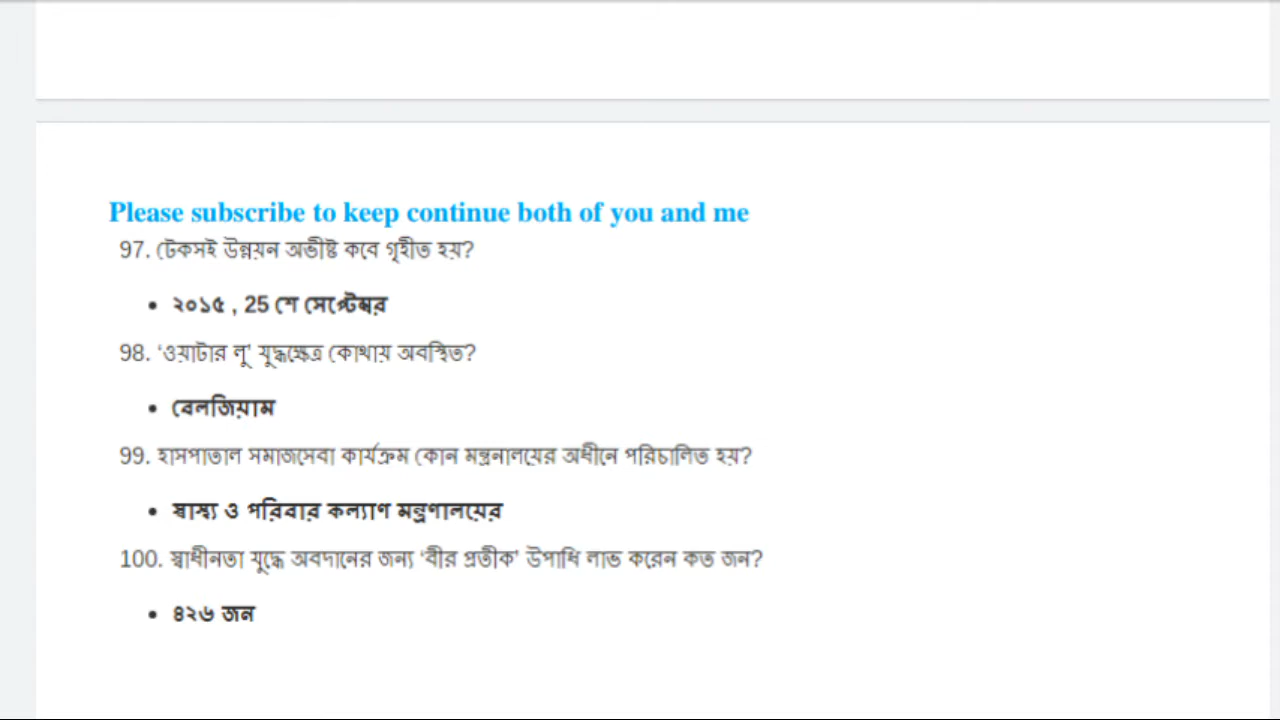 Please subscribe to keep continue both of you and me
97. টেকসই উন্নয়ন অভীষ্ট কবে গৃহীত হয়?
• ২০১৫ , 25 শে সেপ্টেম্বর
98. ‘ওয়াটার লু’ যুদ্ধক্ষেত্র কোথায় অবস্থিত?
• বেলজিয়াম
99. হাসপাতাল সমাজসেবা কার্যক্রম কোন মন্ত্রনালয়ের অধীনে পরিচালিত হয়?
• স্বাস্থ্য ও পরিবার কল্যাণ মন্ত্রণালয়ের
100. স্বাধীনতা যুদ্ধে অবদানের জন্য ‘বীর প্রতীক’ উপাধি লাভ করেন কত জন?
• ৪২৬ জন